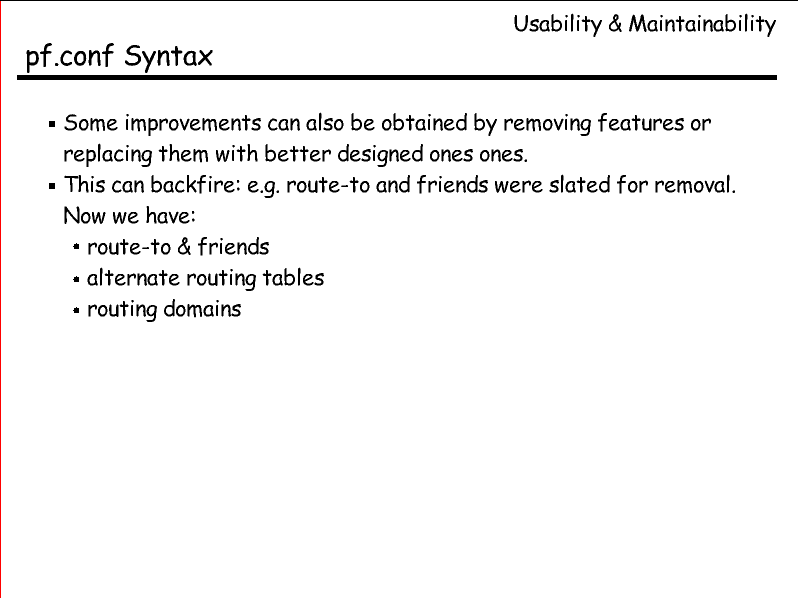 Usability & Maintainability
pf.conf Syntax
Some improvements can also be obtained by removing features or
replacing them with better designed ones ones.
This can backfire: e.g. route-to and friends were slated for removal.
Now we have:
route-to & friends
alternate routing tables
routing domains